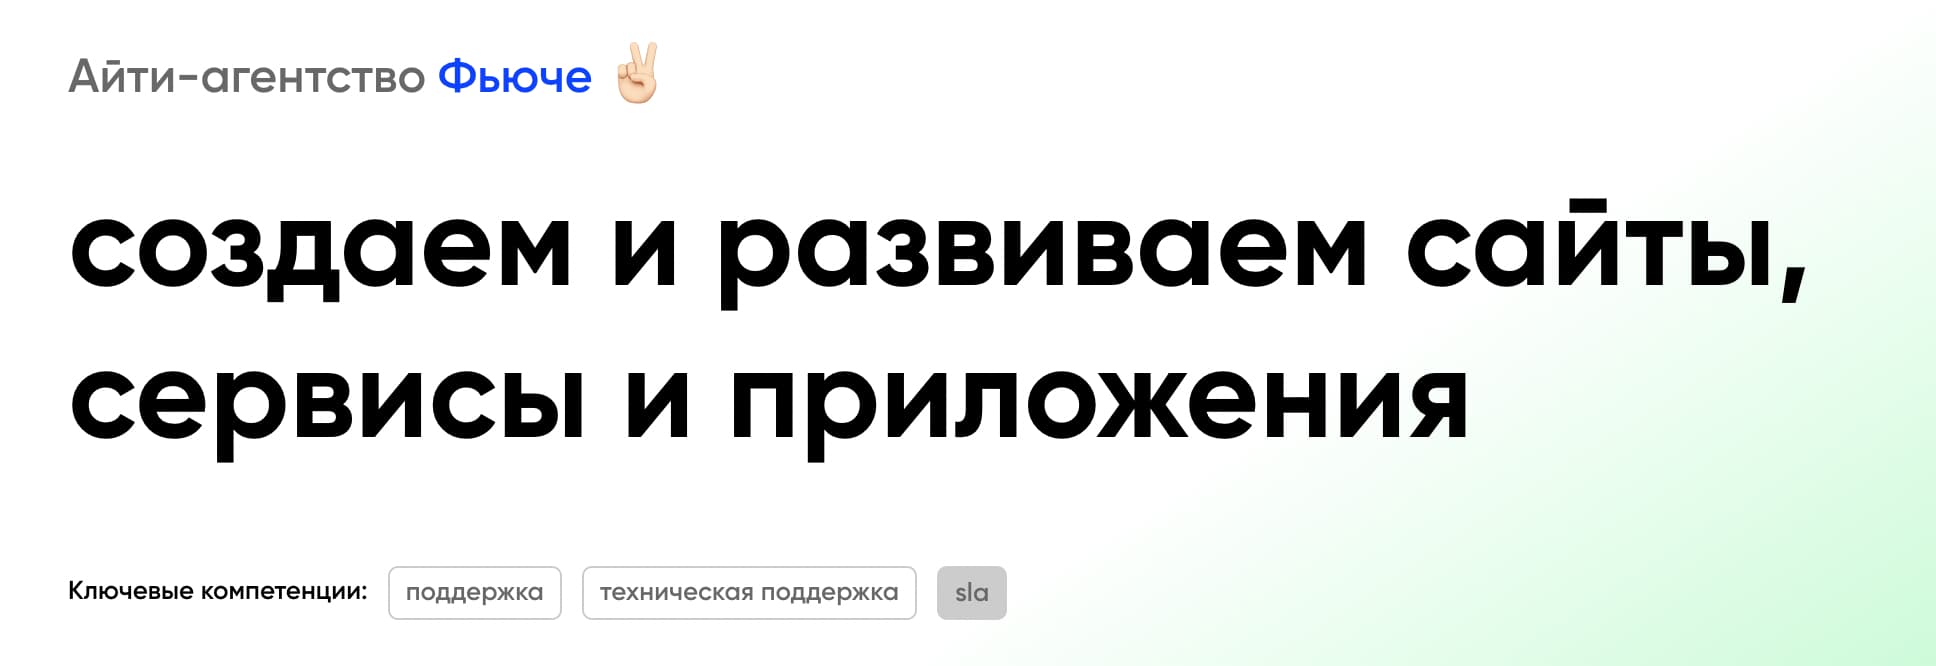 Айти-агентство Фьюче ✌🏻
создаем и развиваем сайты,
сервисы и приложения
Ключевые компетенции: поддержка техническая поддержка sla